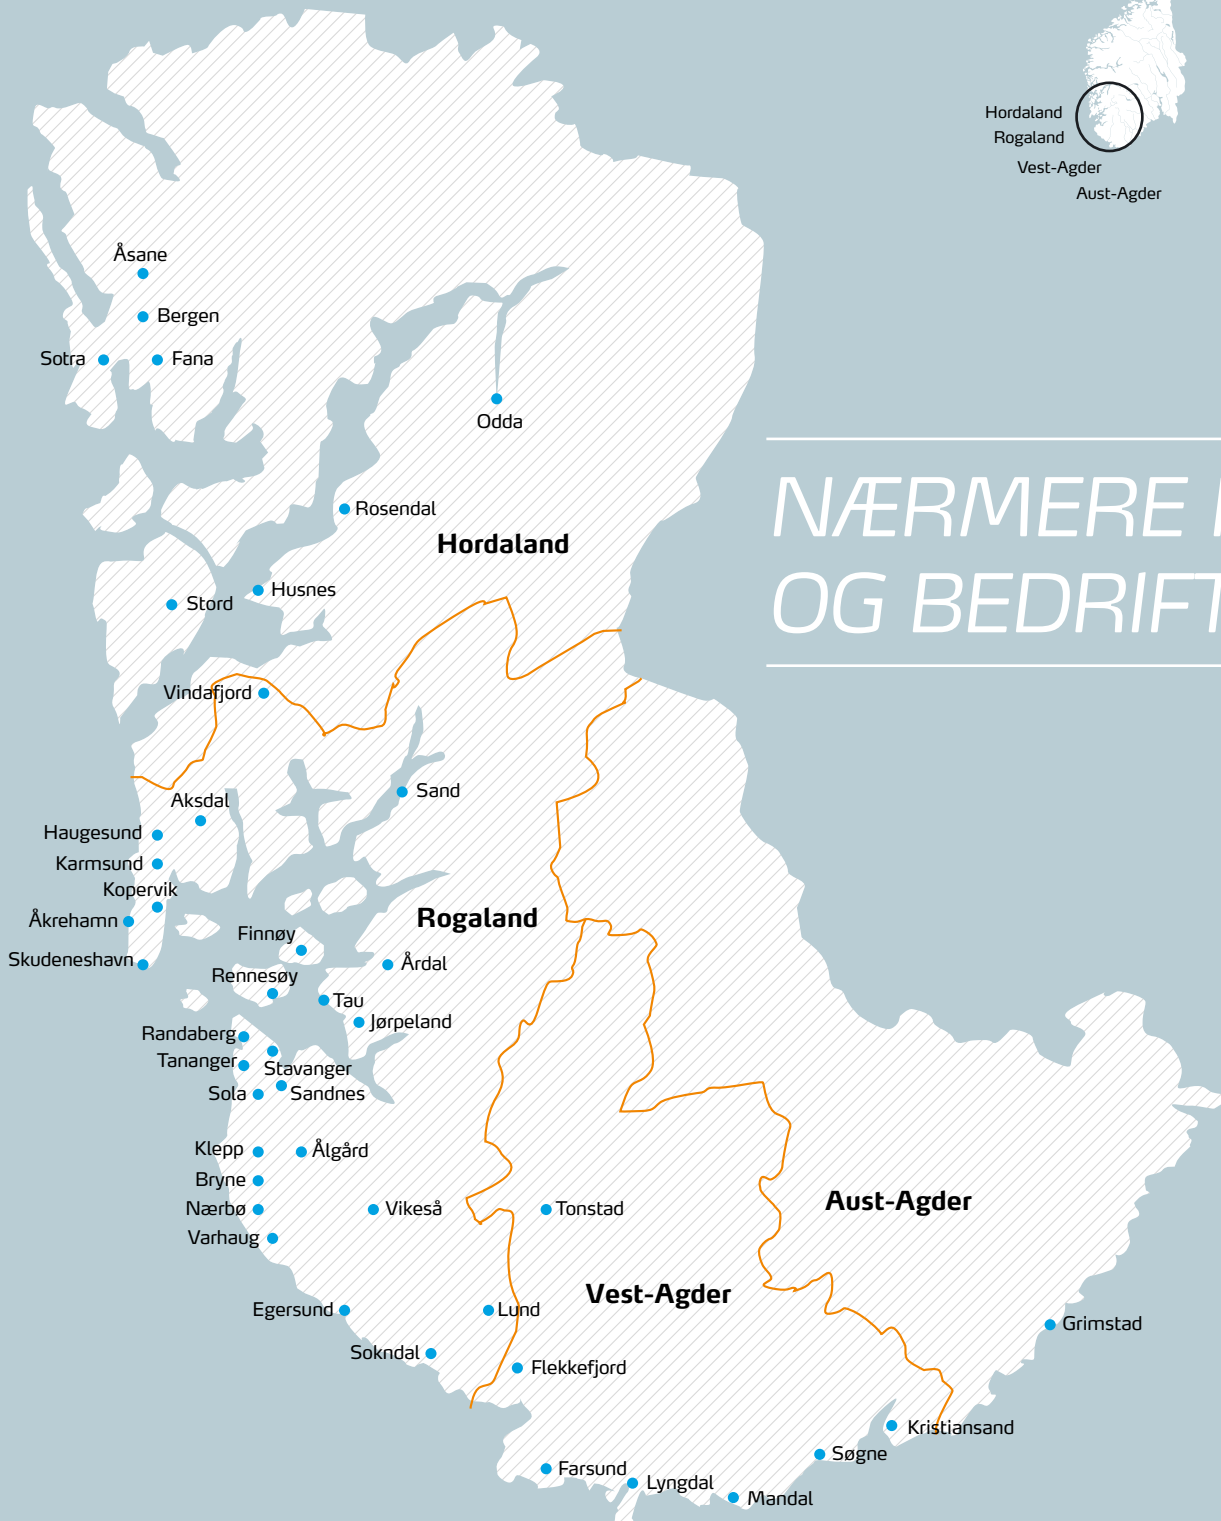 Hordaland
Rogaland
Vest-Agder
Aust-Agder
Åsane
Bergen
Sotra
Fana
Odda
NÆRMERE
OG BEDRIFT
Rosendal
Hordaland
Husnes
Stord
Vindafjord
Sand
Aksdal
Haugesund
Karmsund
Kopervik
Åkrehamn
Rogaland
Finnøy
Skudeneshavn
Årdal
Rennesøy
Tau
Jørpeland
Randaberg
Tananger
Stavanger
Sola
Sandnes
Klepp
Ålgård
Bryne
Nærbø
Vikeså
Tonstad
Aust-Agder
Varhaug
Vest-Agder
Egersund
Lund
Grimstad
Sokndal
Flekkefjord
Kristiansand
Søgne
Farsund
Lyngdal
Mandal